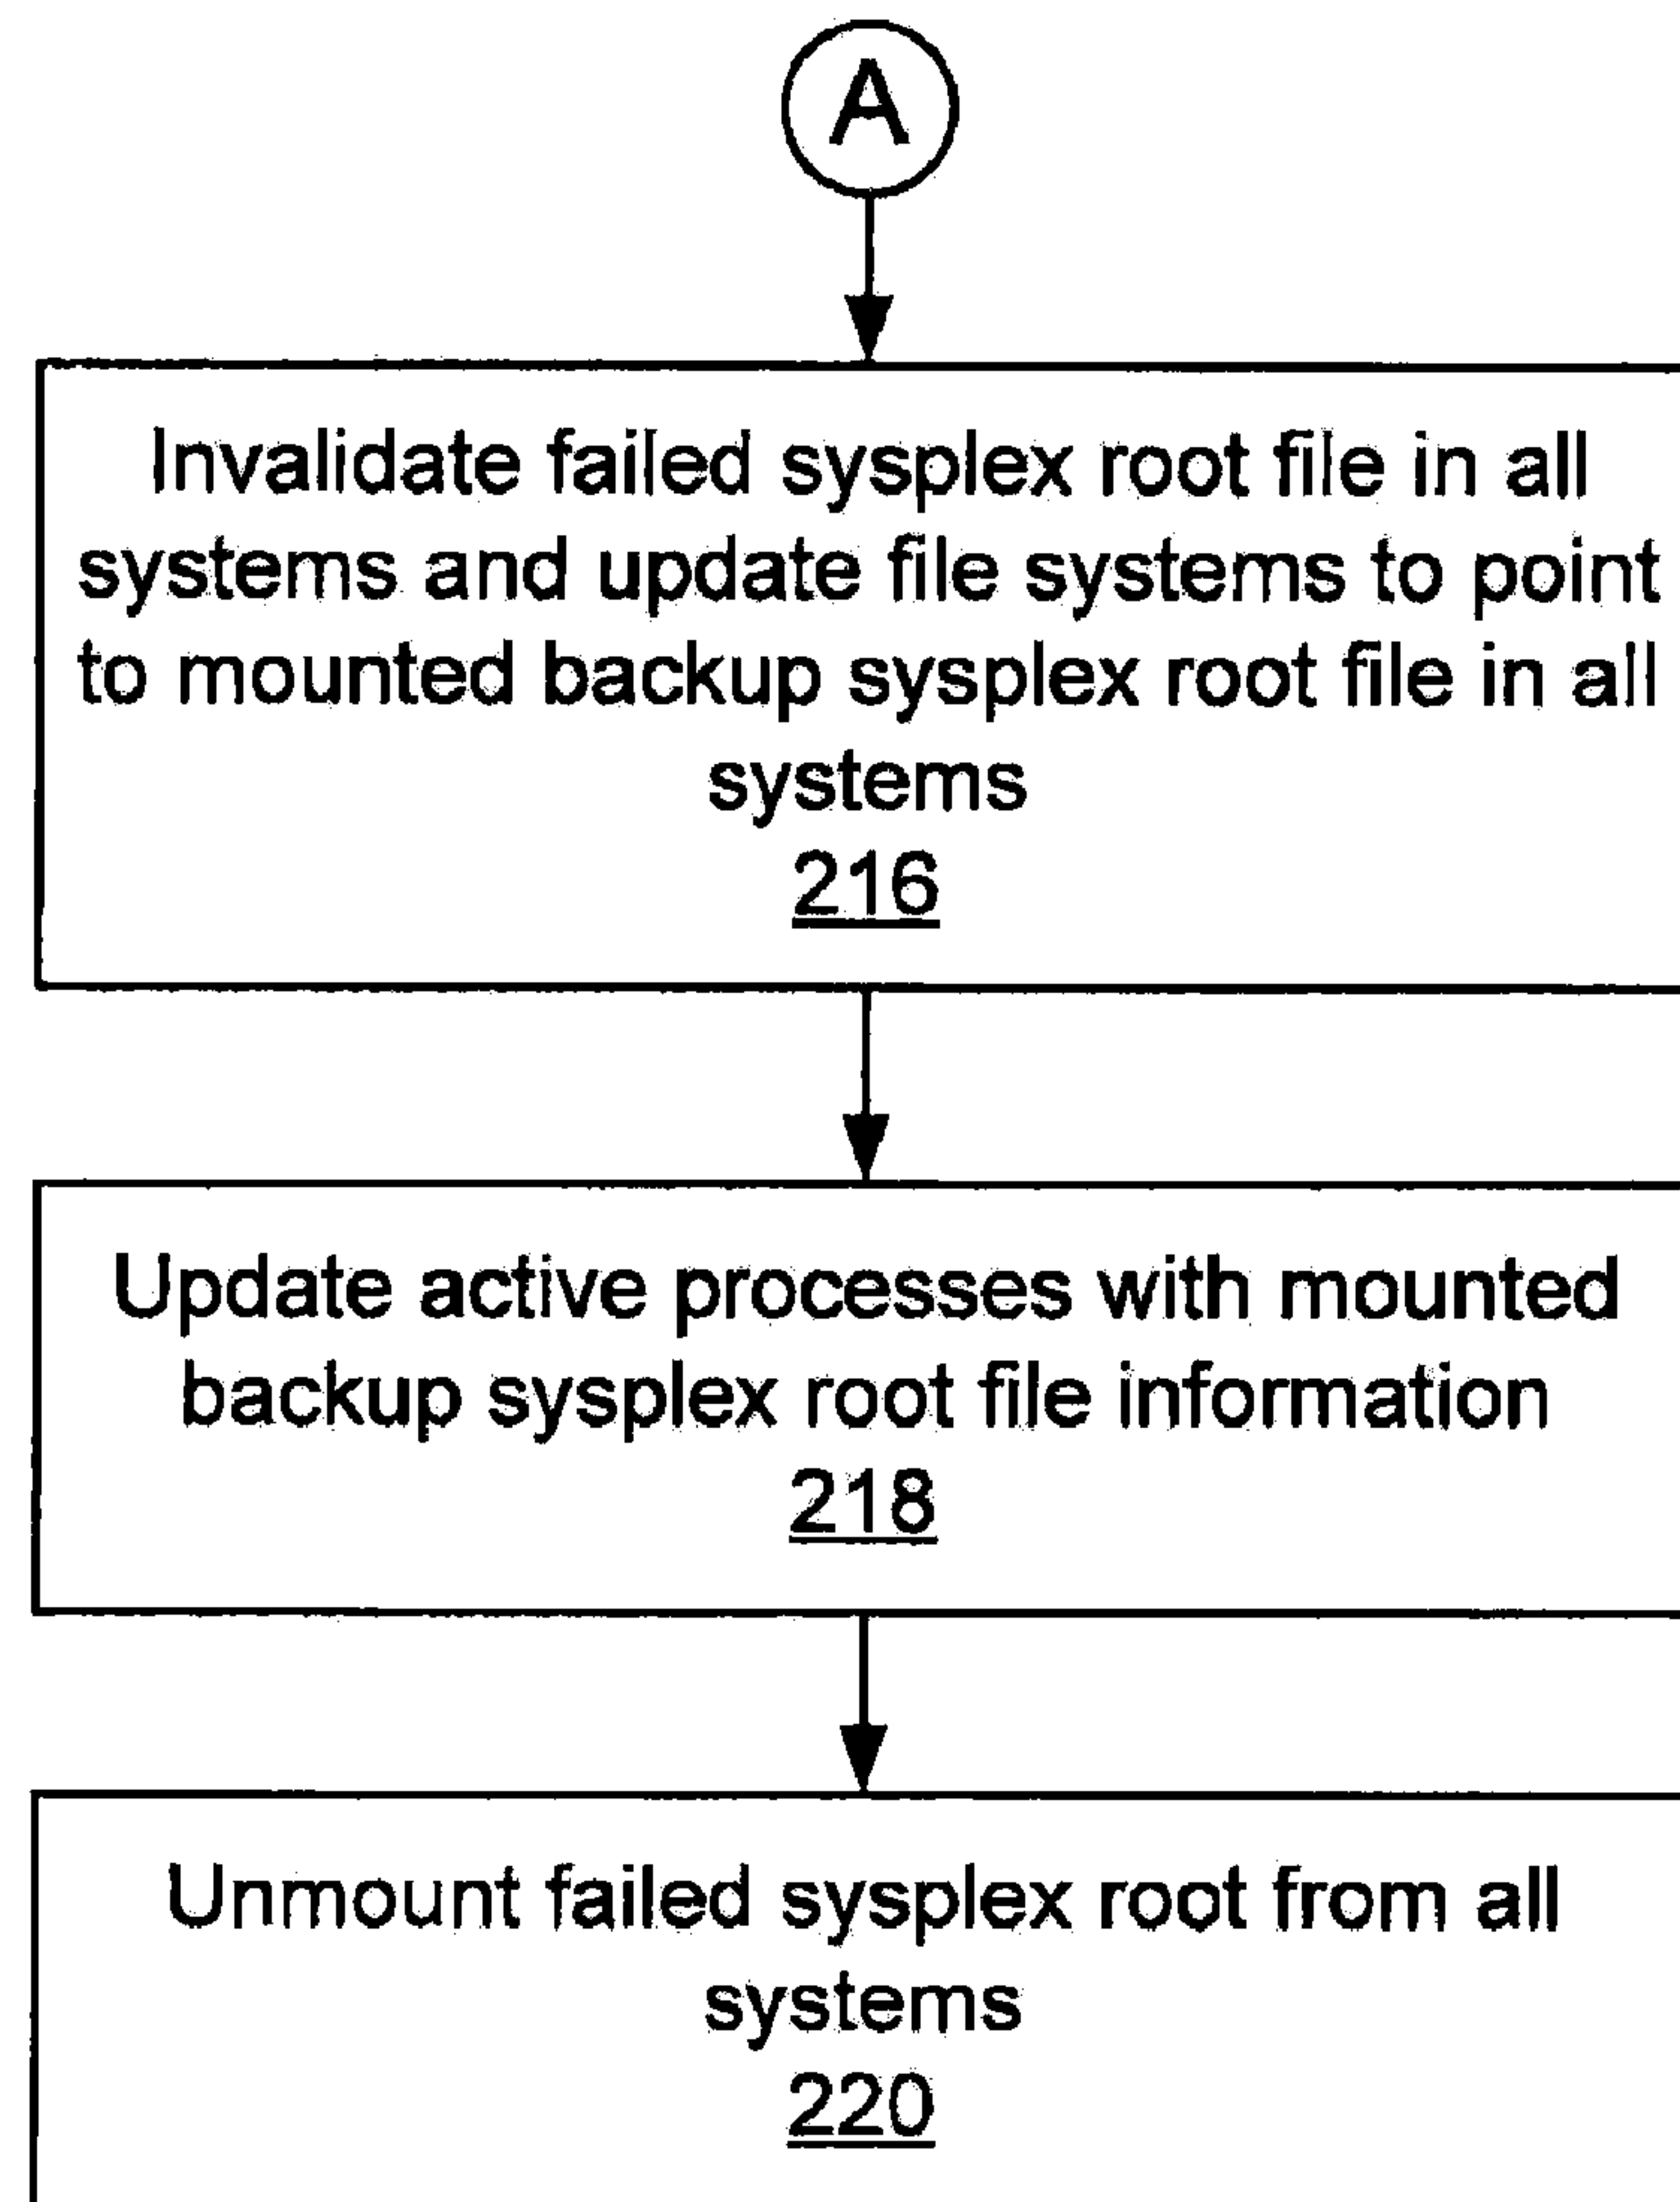 A
Invalidate failed sysplex root file in all
systems and update file systems to point
to mounted backup sysplex root file in all
systems
216
Update active processes with mounted
backup sysplex root file information
218
Unmount failed sysplex root from all
systems
220